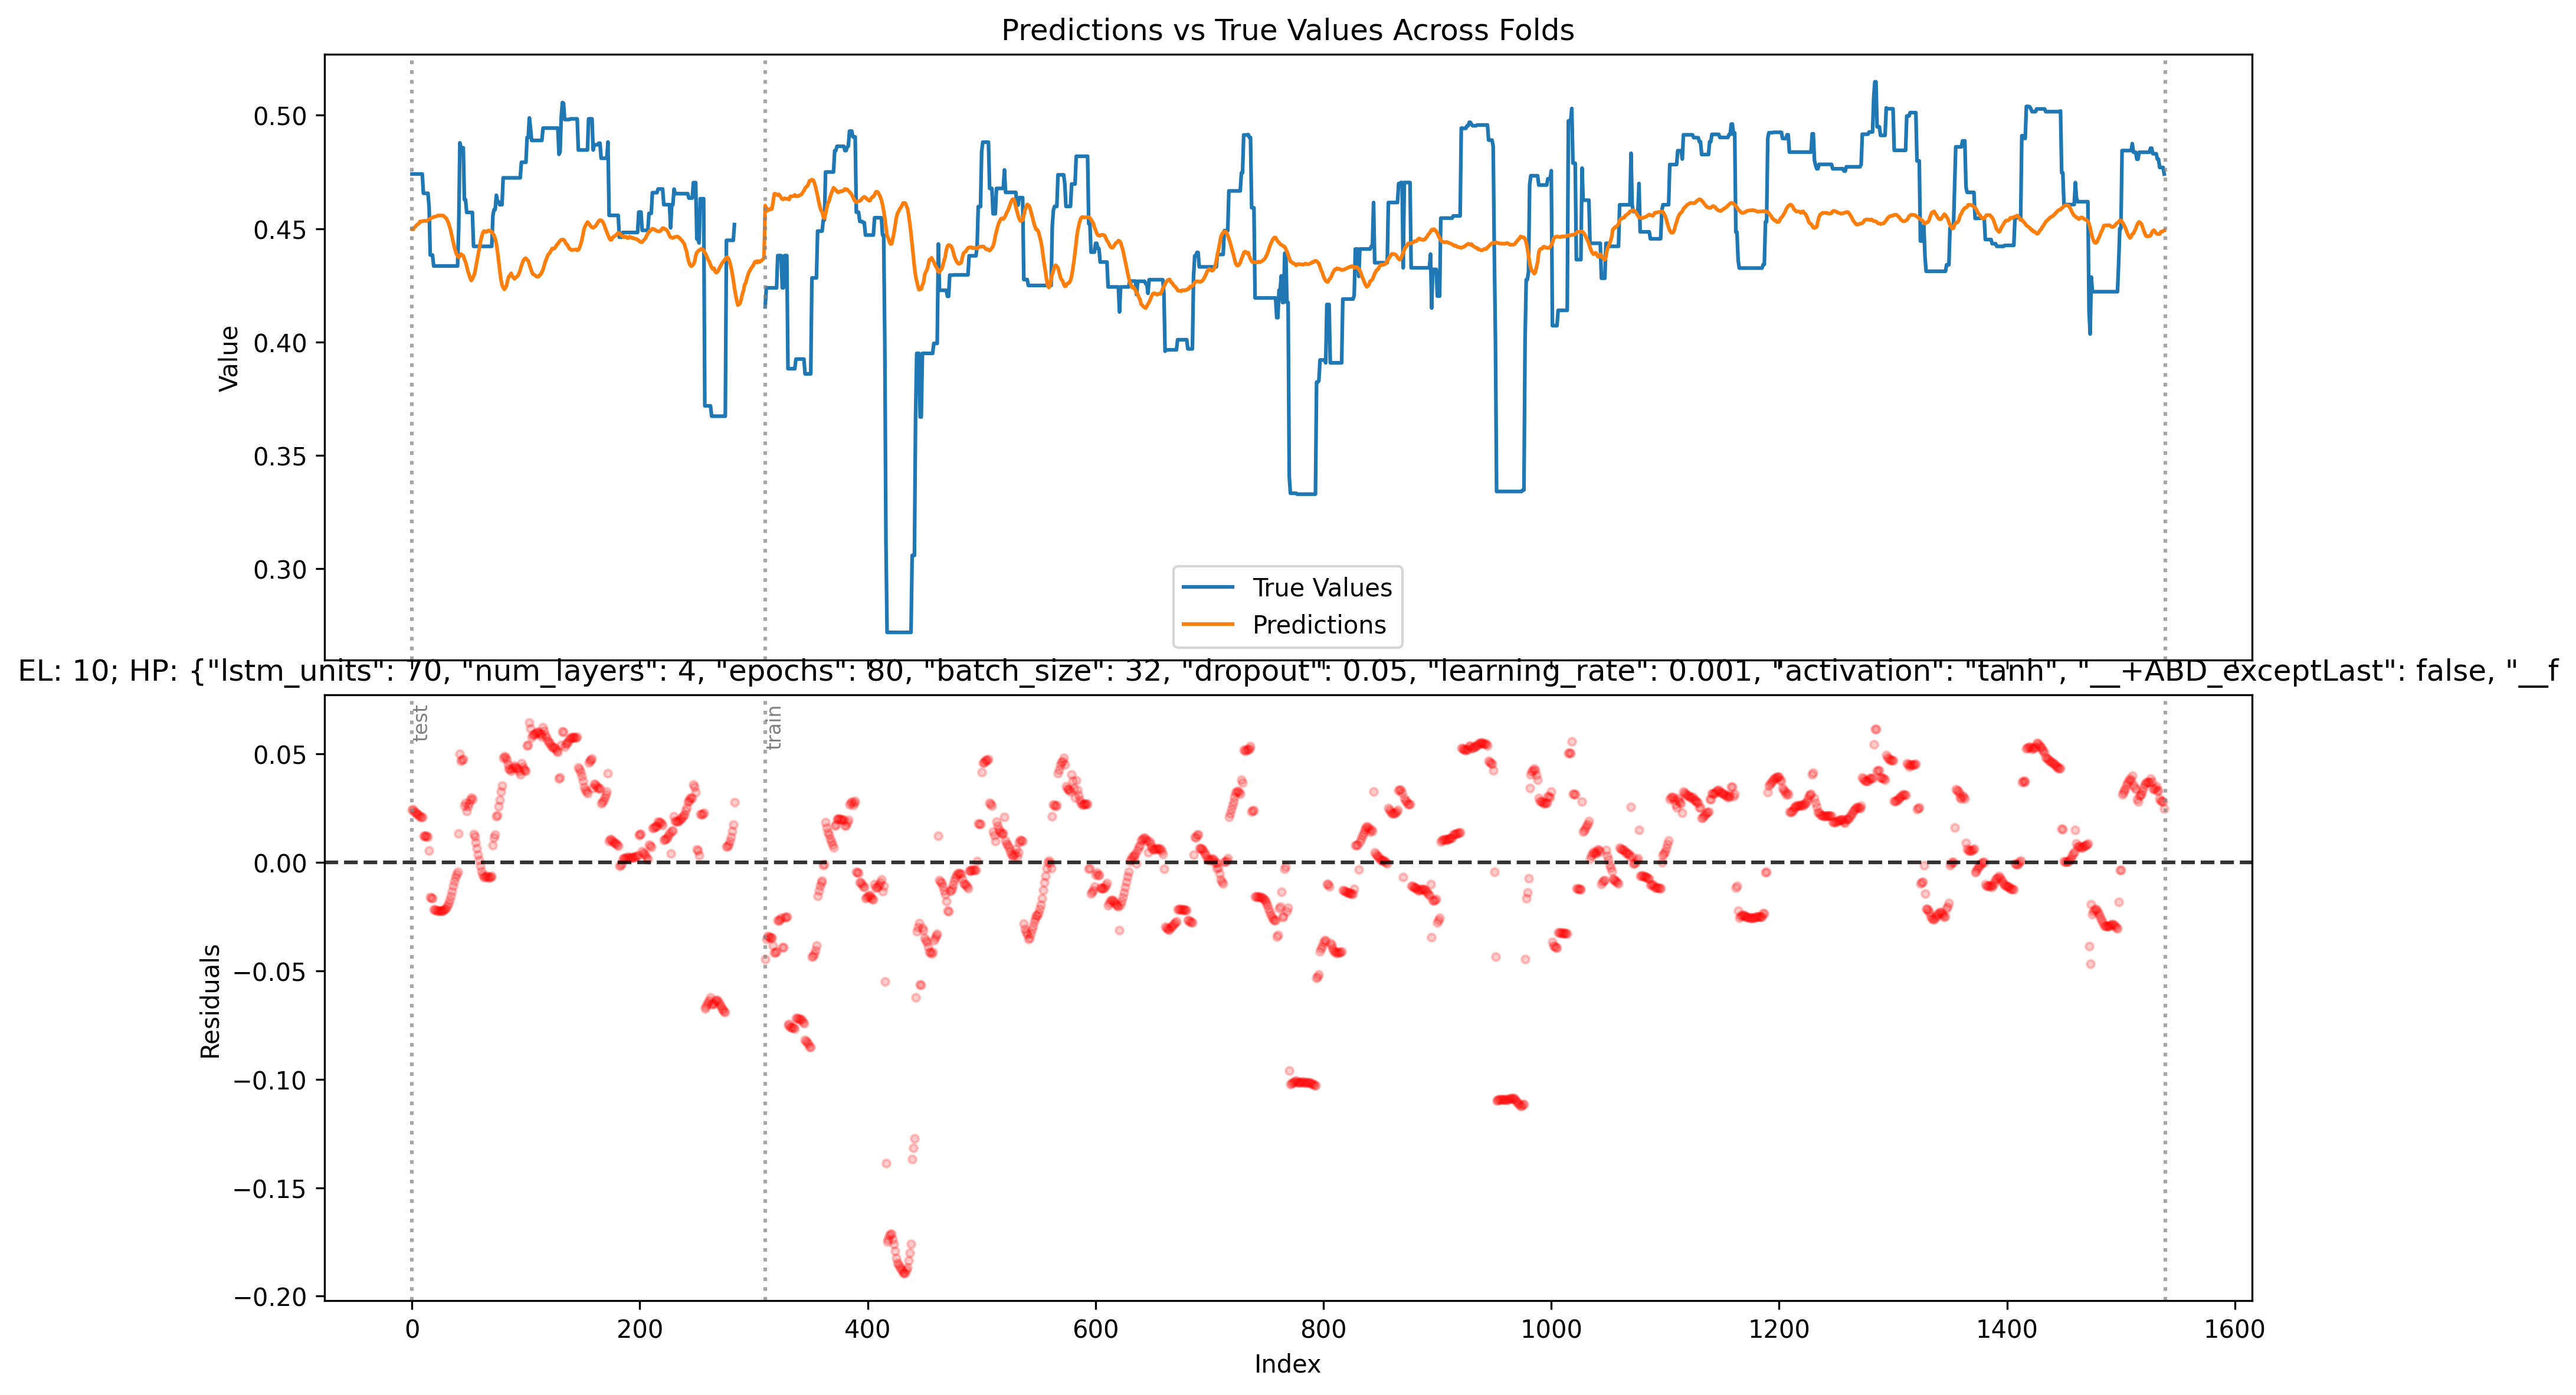 Predictions vs True Values Across Folds
Value
0.50
0.45
0.40
0.35
0.30
True Values
Predictions
EL: 10; HP: {"lstm_units": 70, "num_layers": 4, "epochs": 80, "batch_size": 32, "dropout": 0.05, "learning_rate": 0.001, "activation": "tanh", "__+ABD_exceptLast": false, "__f
Residuals
0.05
0.00
−0.05
−0.10
−0.15
−0.20
test
train
0
200
400
600
800
1000
1200
1400
1600
Index